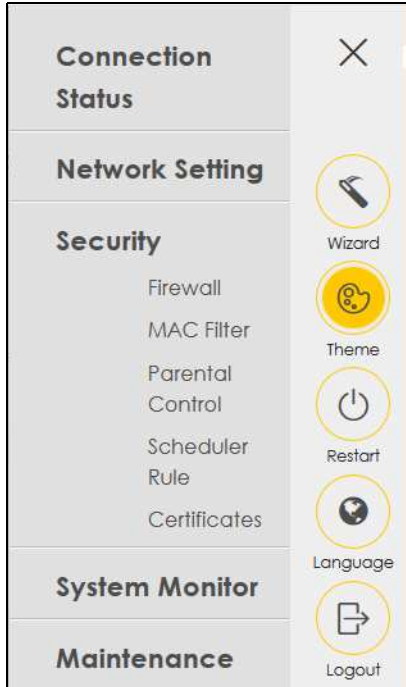 Connection
Status
Network Setting
Security
Firewall
MAC Filter
Parental
Control
Scheduler
Rule
Certificates
System Monitor
Maintenance
Wizard
Theme
Restart
Language
Logout